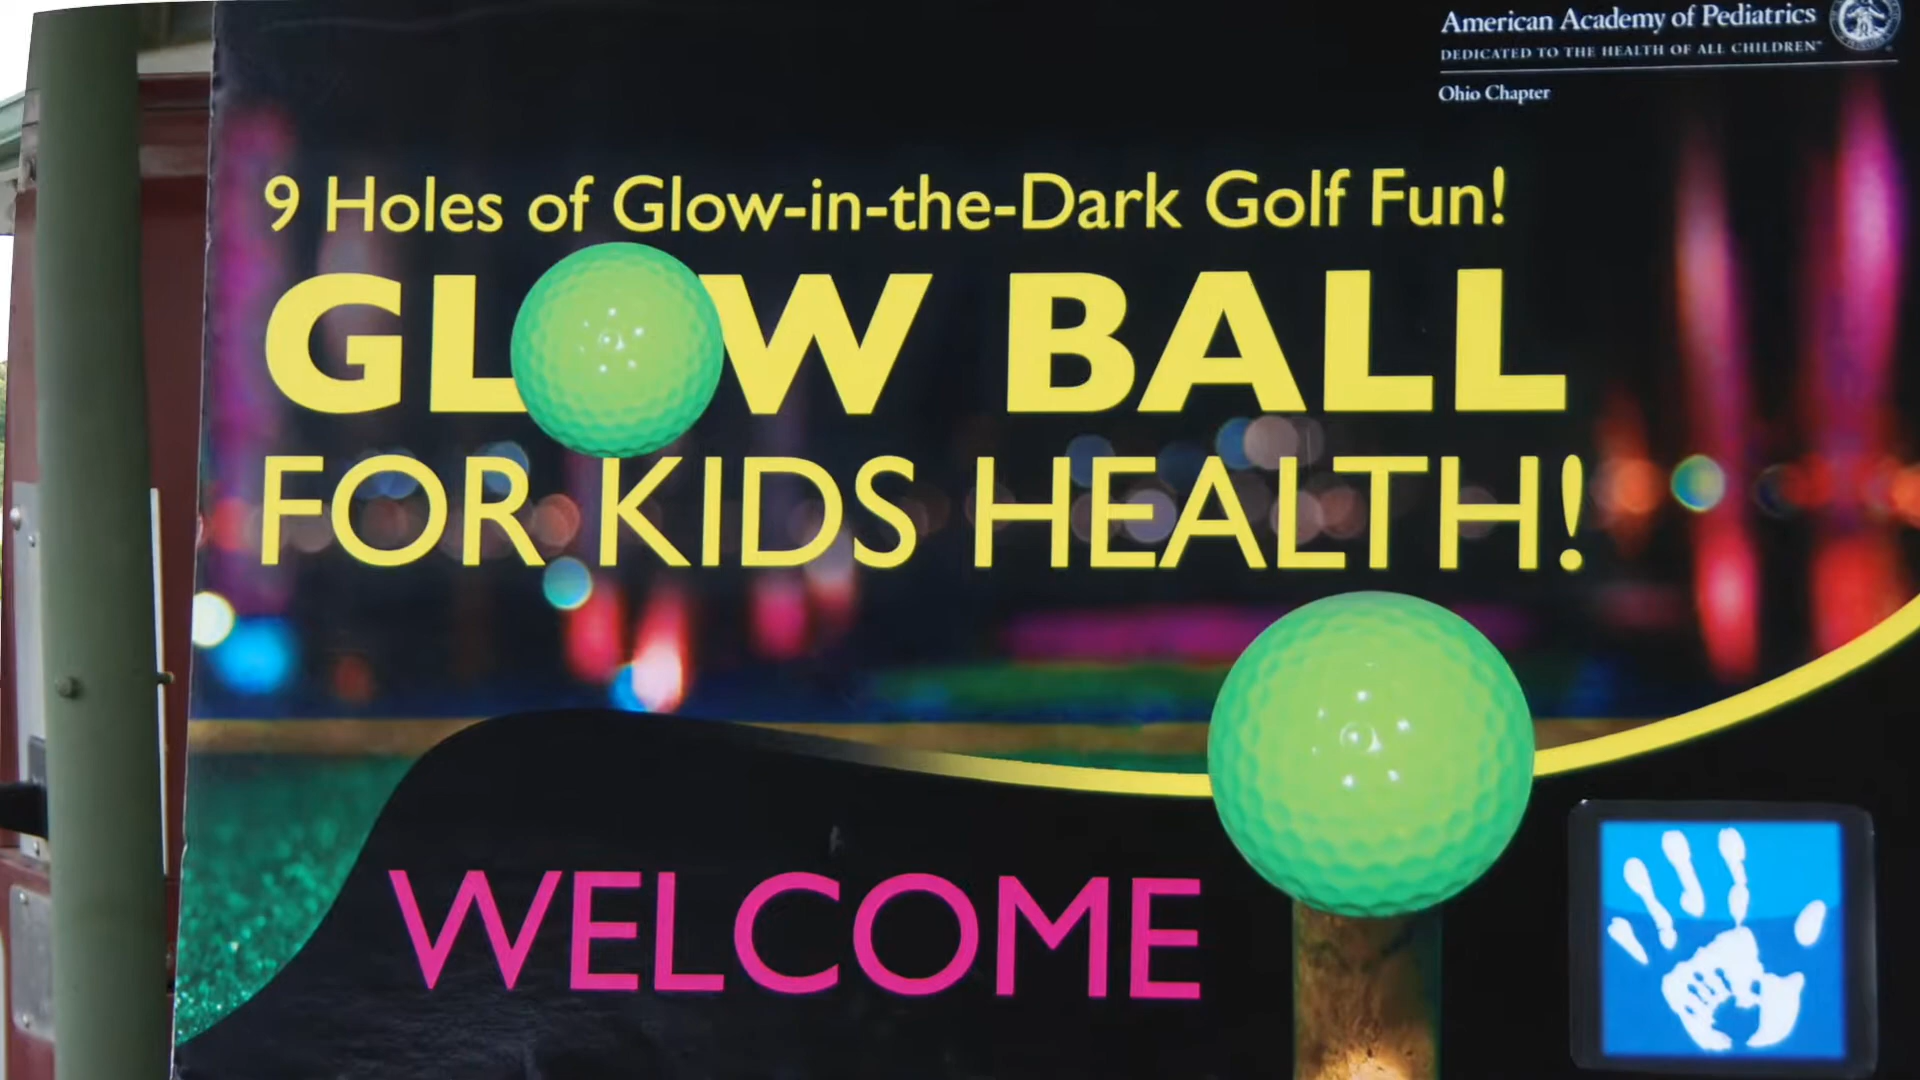 American Academy of Pediatrics
DEDICATED TO THE HEALTH OF ALL CHILDREN™
Ohio Chapter
9 Holes of Glow-in-the-Dark Golf Fun!
GLOW BALL
FOR KIDS HEALTH!
WELCOME